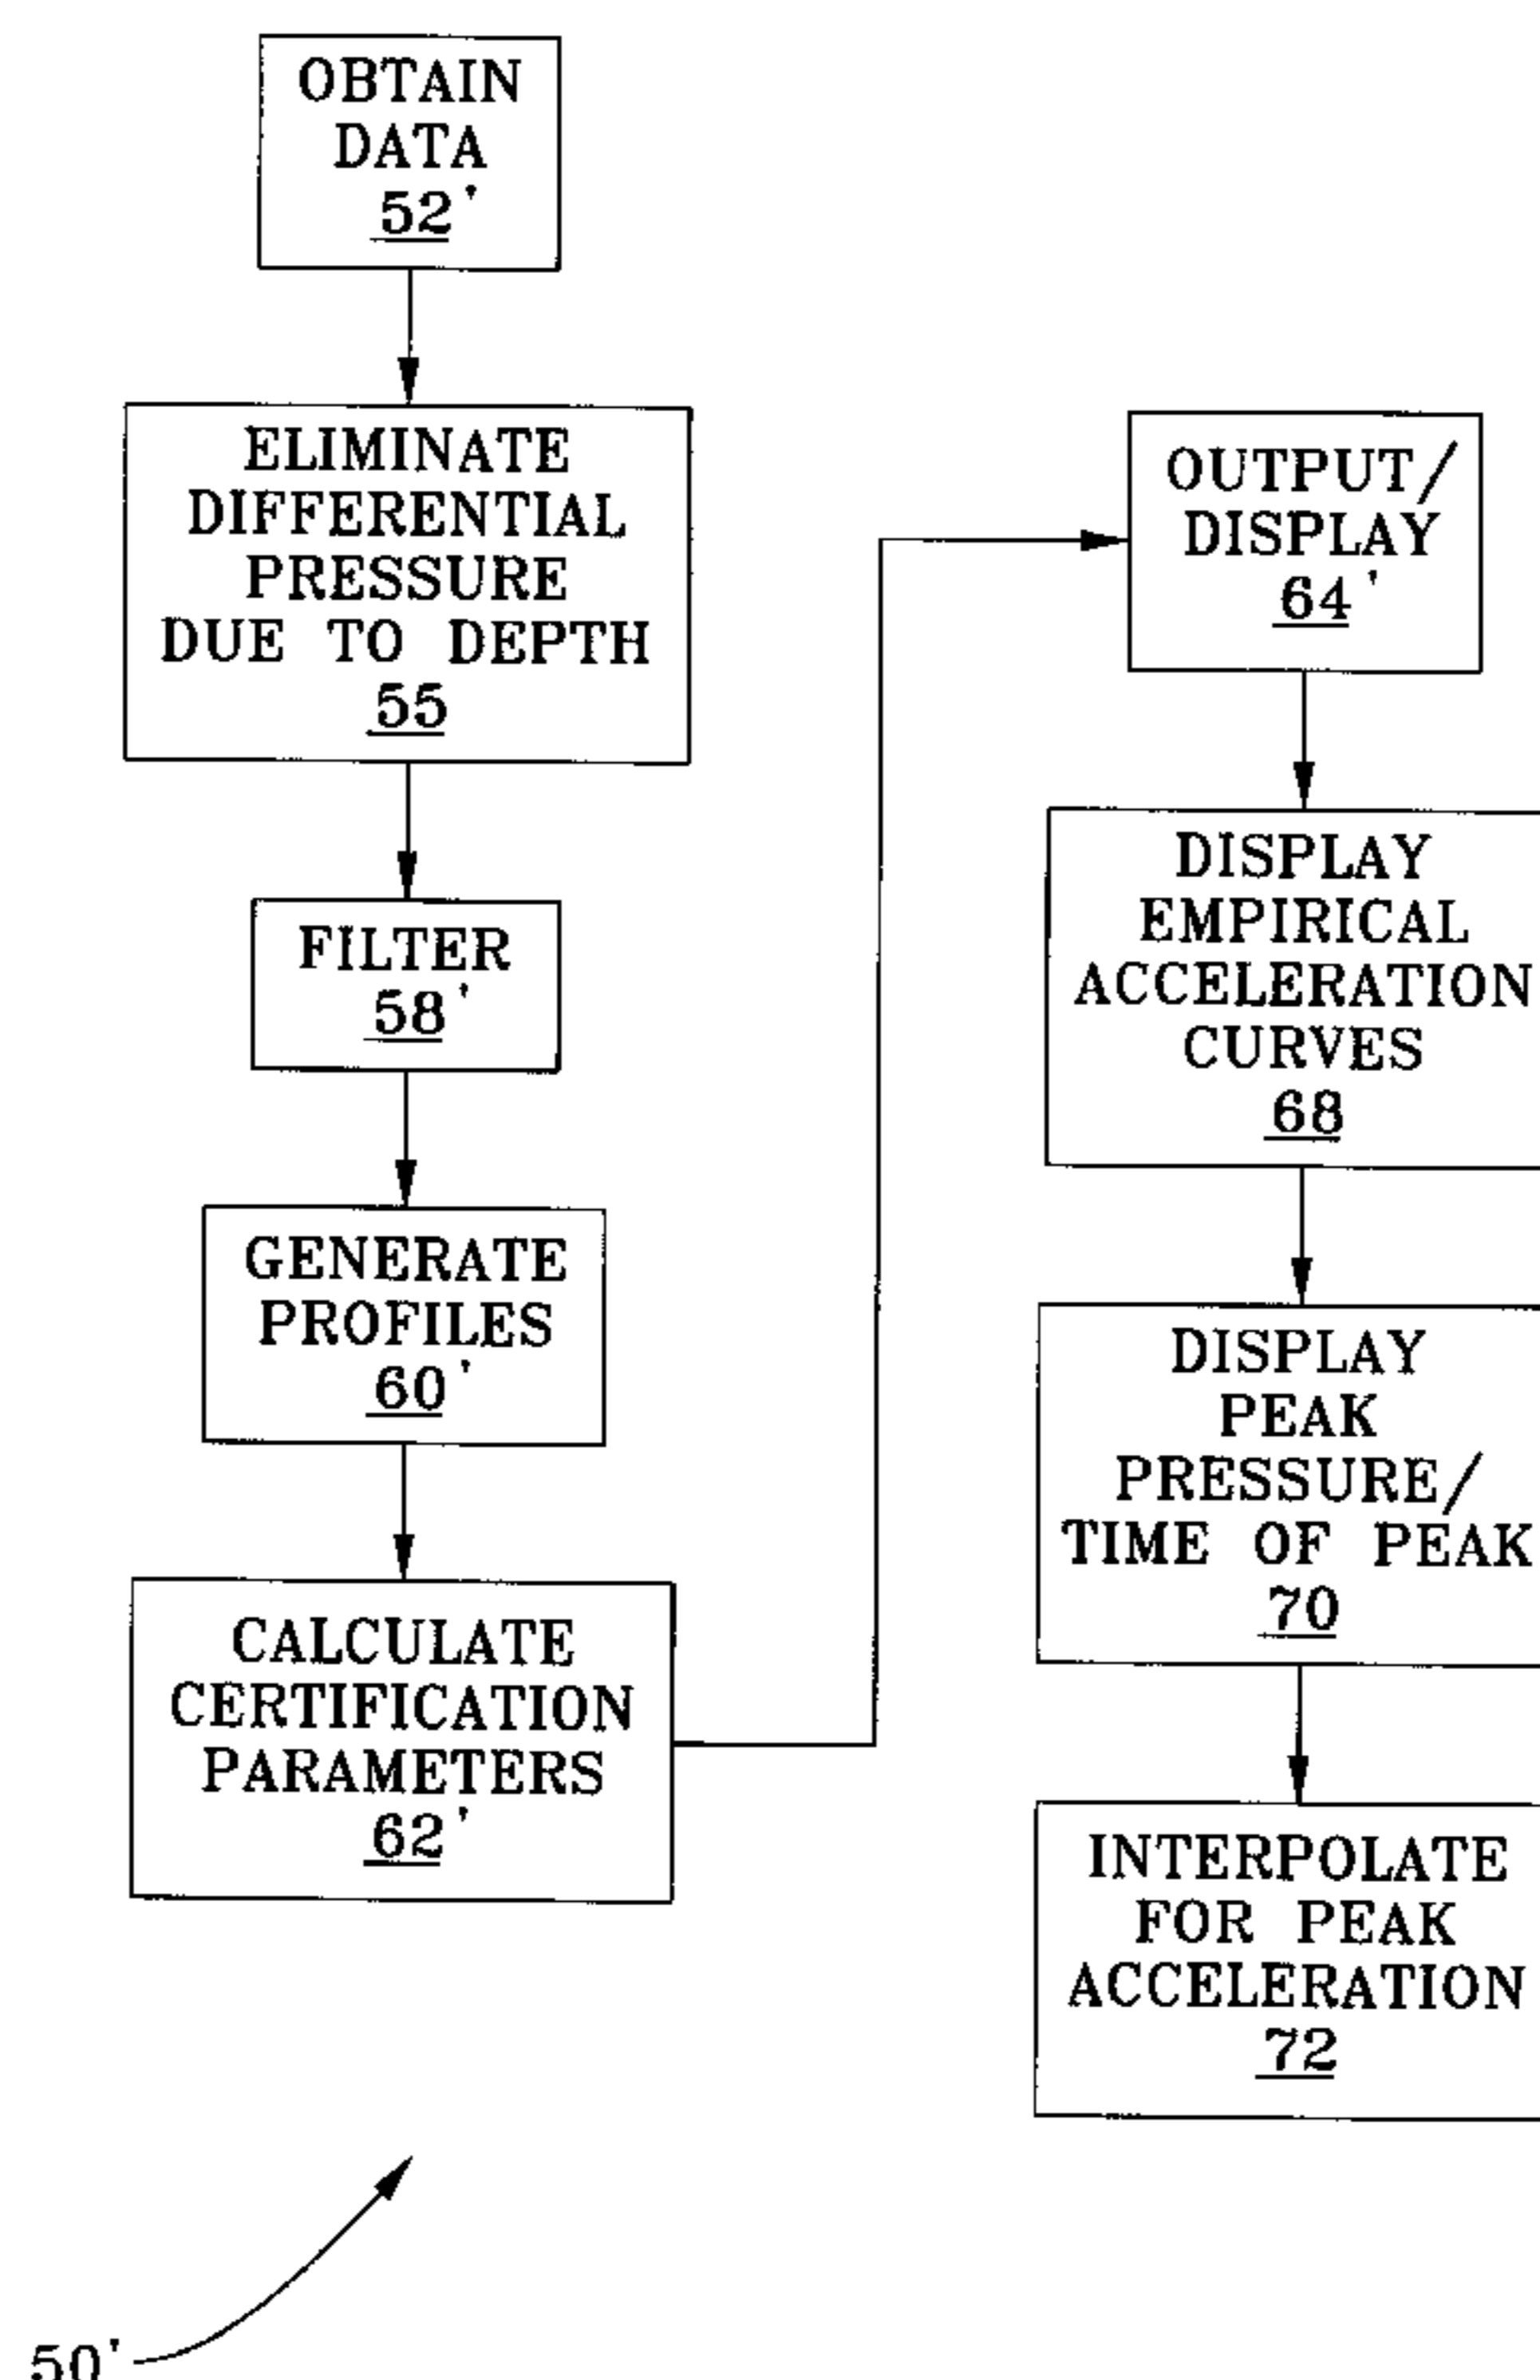 OBTAIN
DATA
52'
ELIMINATE
DIFFERENTIAL
PRESSURE
DUE TO DEPTH
55
FILTER
58'
GENERATE
PROFILES
60'
CALCULATE
CERTIFICATION
PARAMETERS
62'
OUTPUT/
DISPLAY
64'
DISPLAY
EMPIRICAL
ACCELERATION
CURVES
68
DISPLAY
PEAK
PRESSURE/
TIME OF PEAK
70
INTERPOLATE
FOR PEAK
ACCELERATION
72
50'